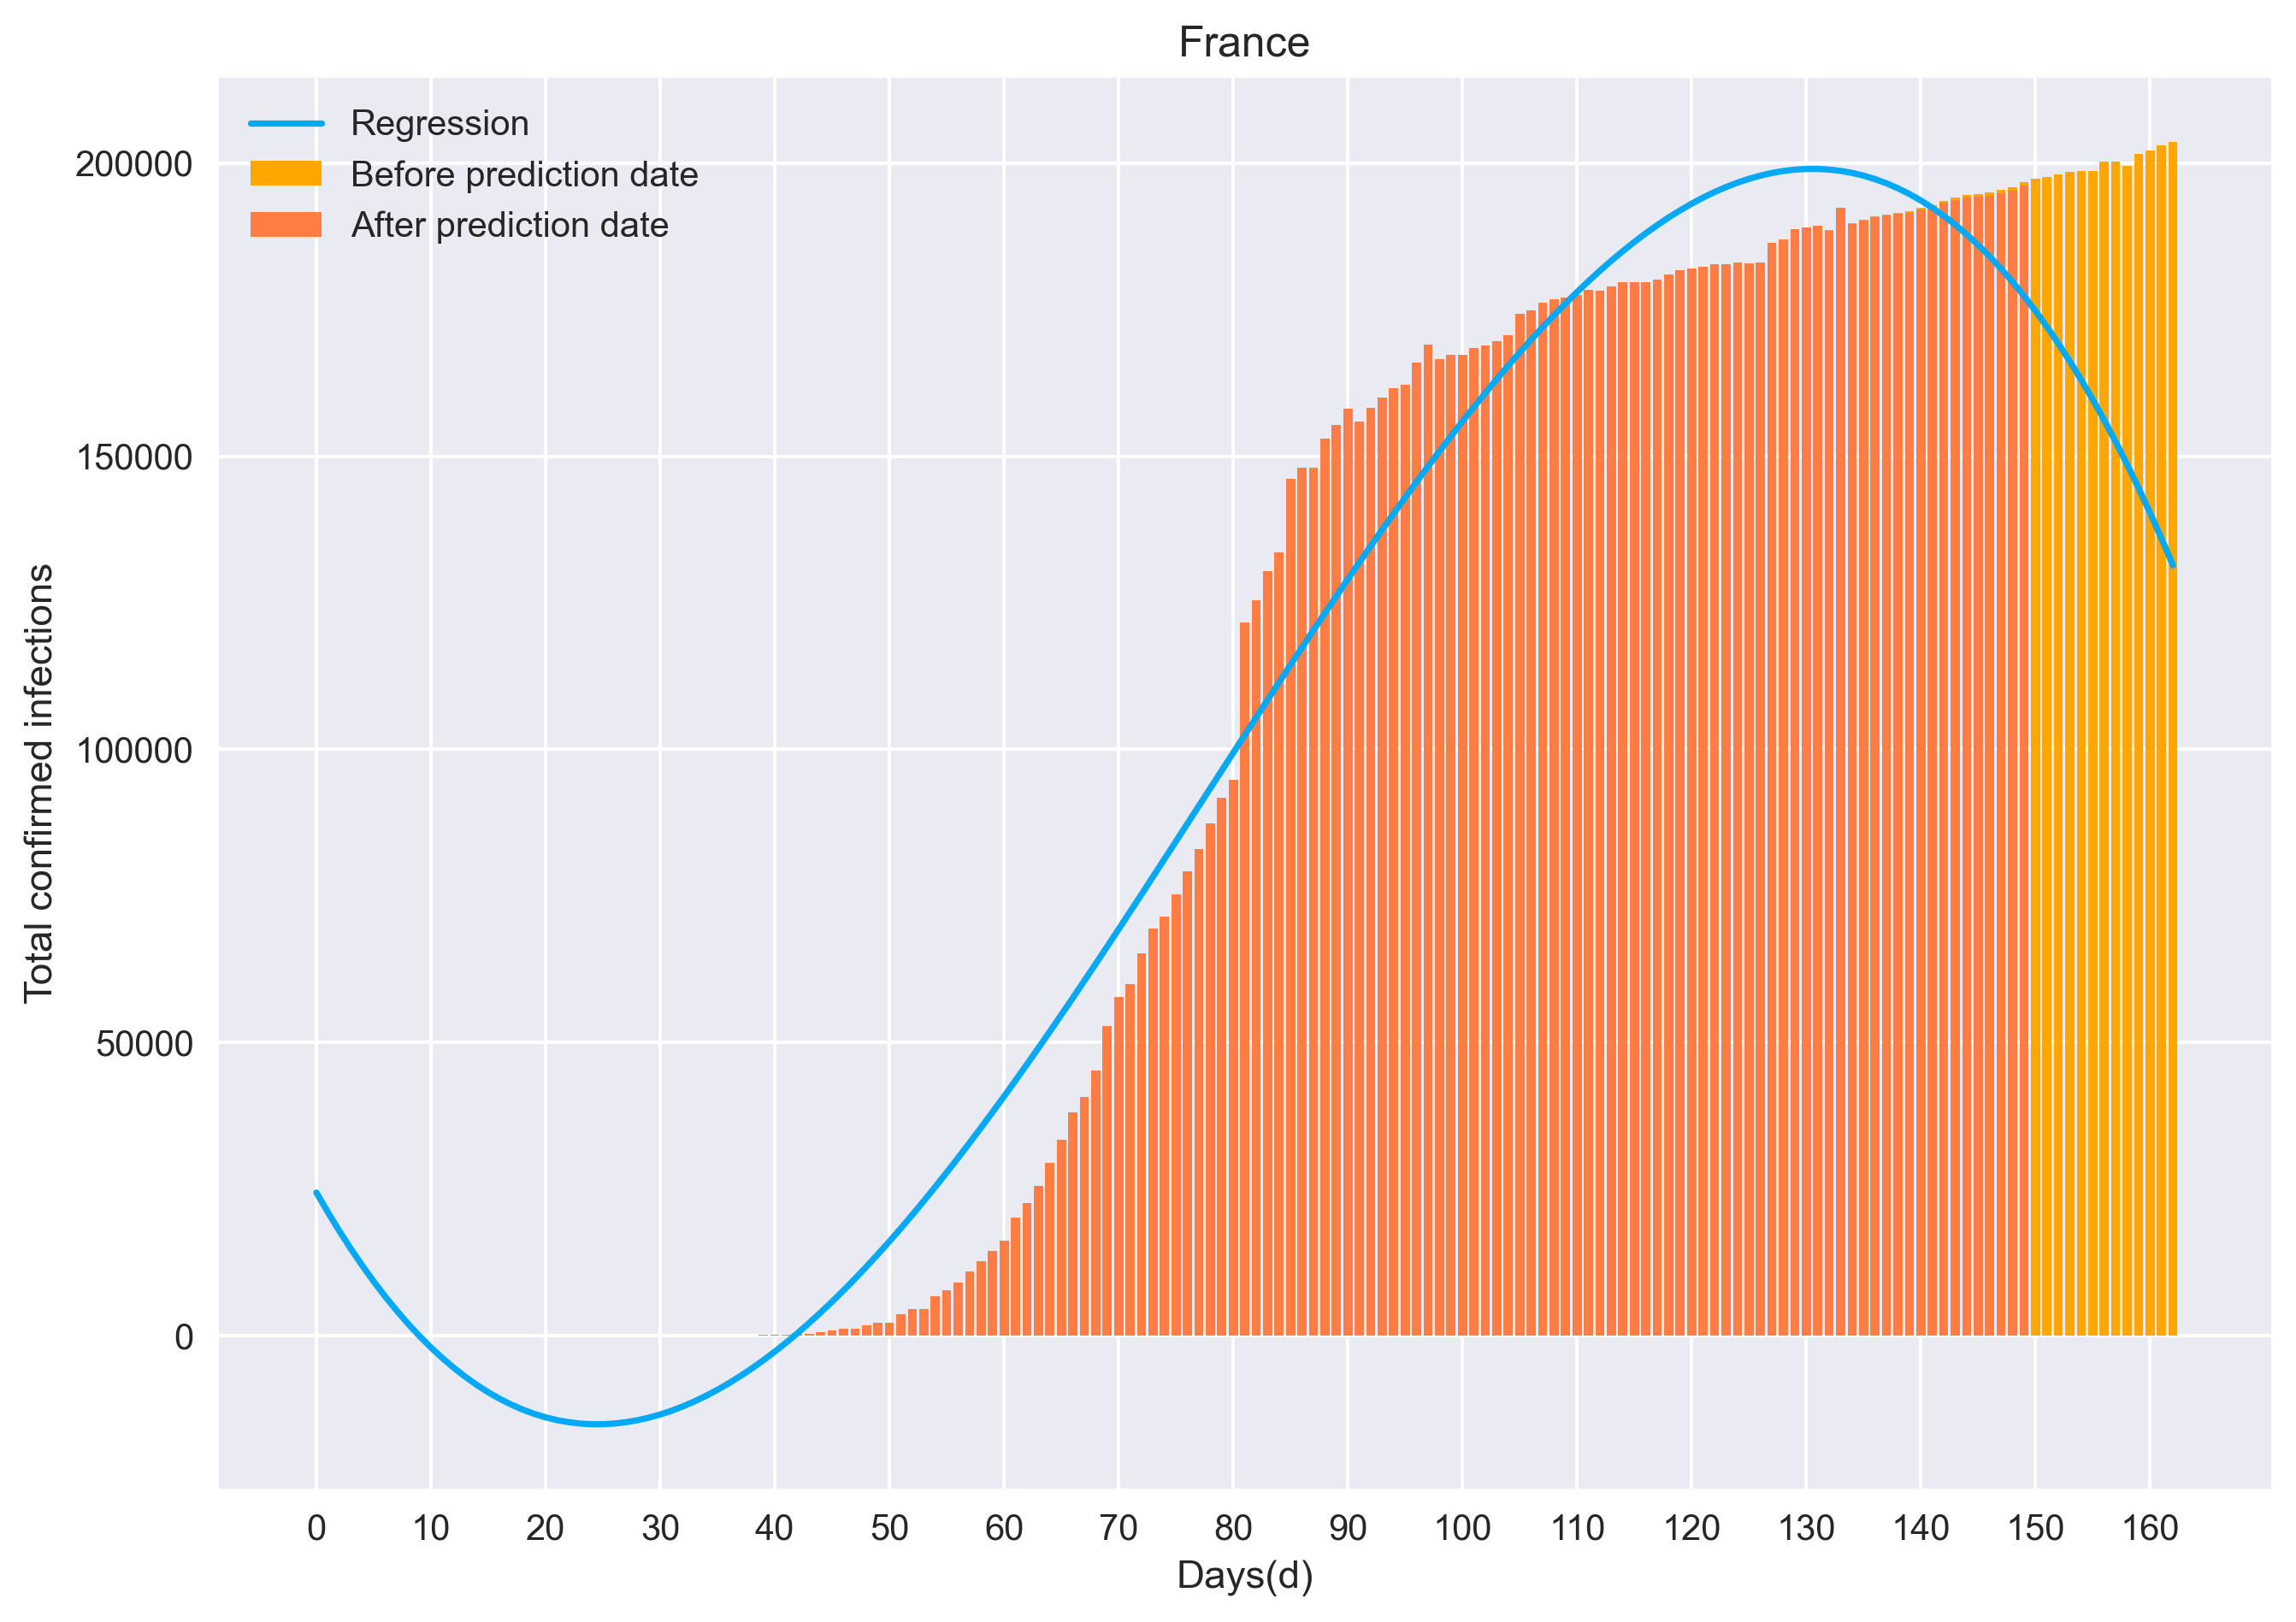 France
Regression
Before prediction date
After prediction date
200000
150000
100000
50000
0
Total confirmed infections
0 10 20 30 40 50 60 70 80 90 100 110 120 130 140 150 160
Days(d)